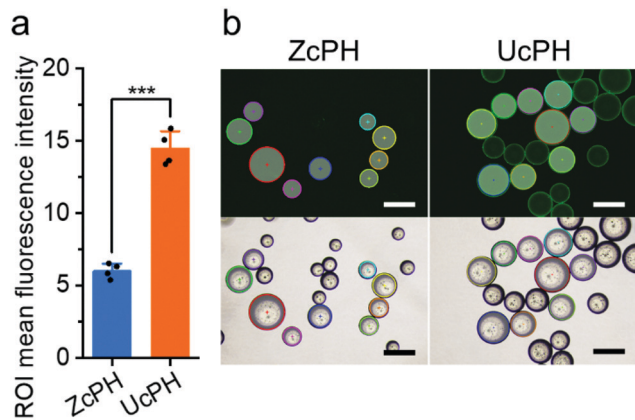 a
ROI mean fluorescence intensity
20
15
10
5
0
***
ZcPH
UcPH
b
ZcPH
UcPH